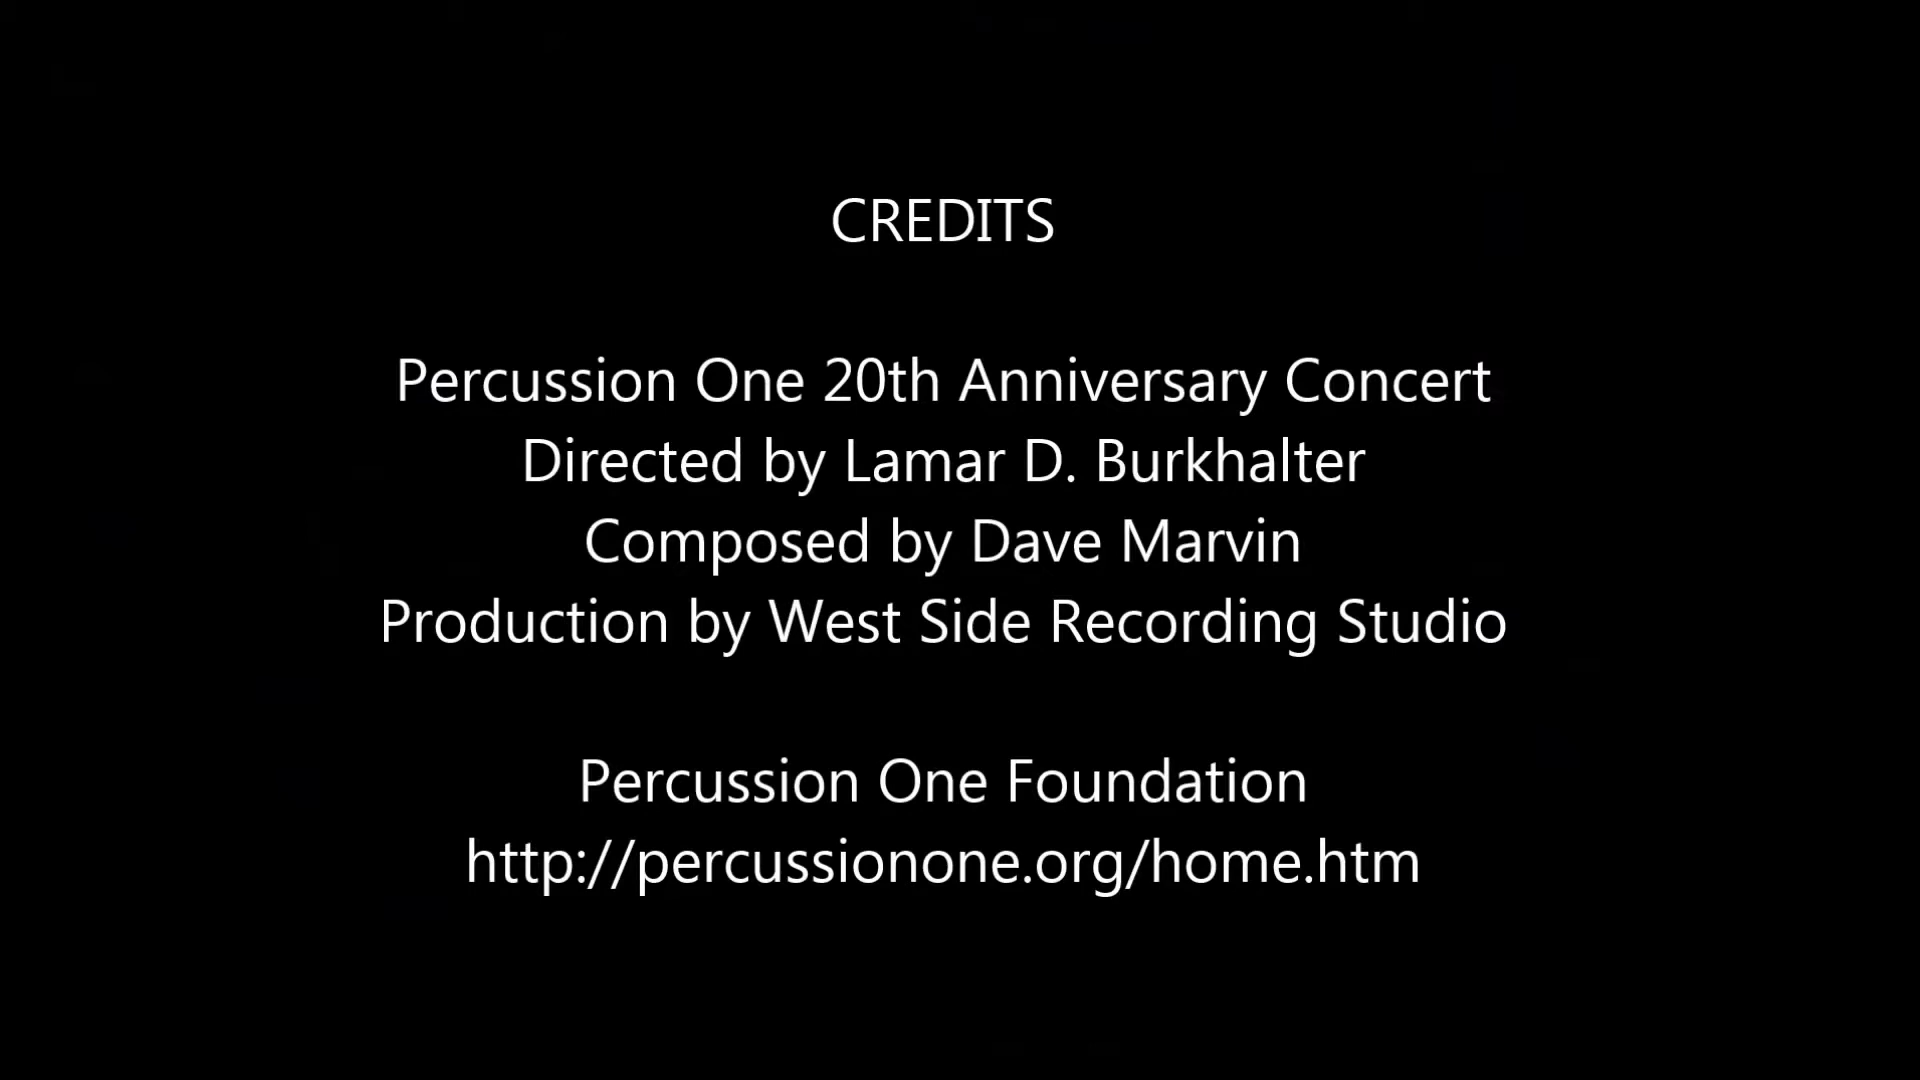 CREDITS
Percussion One 20th Anniversary Concert
Directed by Lamar D. Burkhalter
Composed by Dave Marvin
Production by West Side Recording Studio
Percussion One Foundation
http://percussionone.org/home.htm